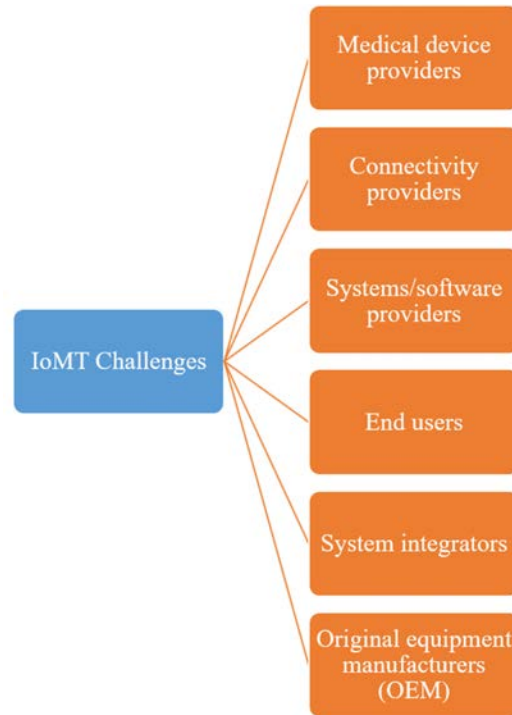 Medical device
providers
Connectivity
providers
Systems/software
providers
IoMT Challenges
End users
System integrators
Original equipment
manufacturers
(OEM)